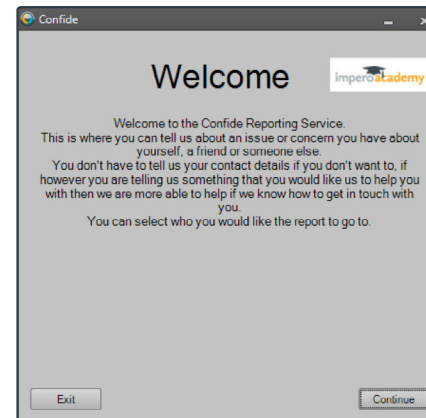 Confide
Welcome
imperoacademy
Welcome to the Confide Reporting Service.
This is where you can tell us about an issue or concern you have about
yourself, a friend or someone else.
You don't have to tell us your contact details if you don't want to, if
however you are telling us something that you would like us to help you
with then we are more able to help if we know how to get in touch with
you.
You can select who you would like the report to go to.
Exit
Continue